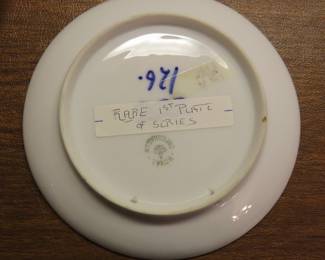 126.
RARE 1ST PLATE
OF SERIES